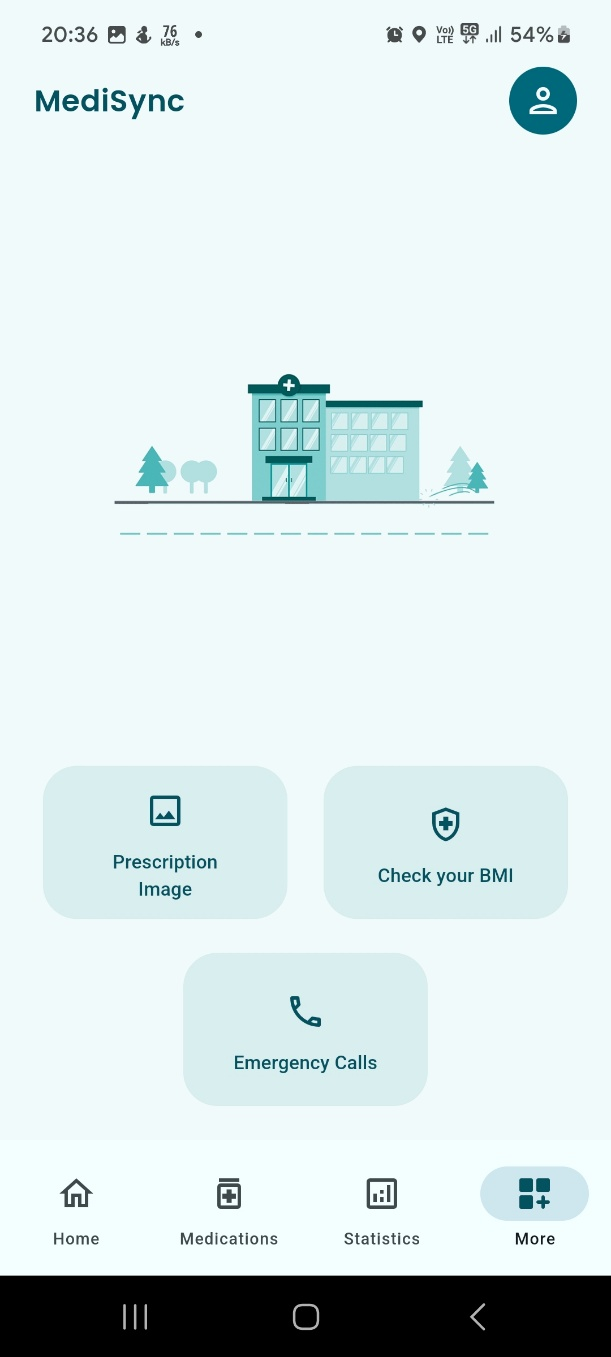 20:36 76 kB/s Vo)) LTE 5G 54%
MediSync
Prescription
Image
Check your BMI
Emergency Calls
Home Medications Statistics More